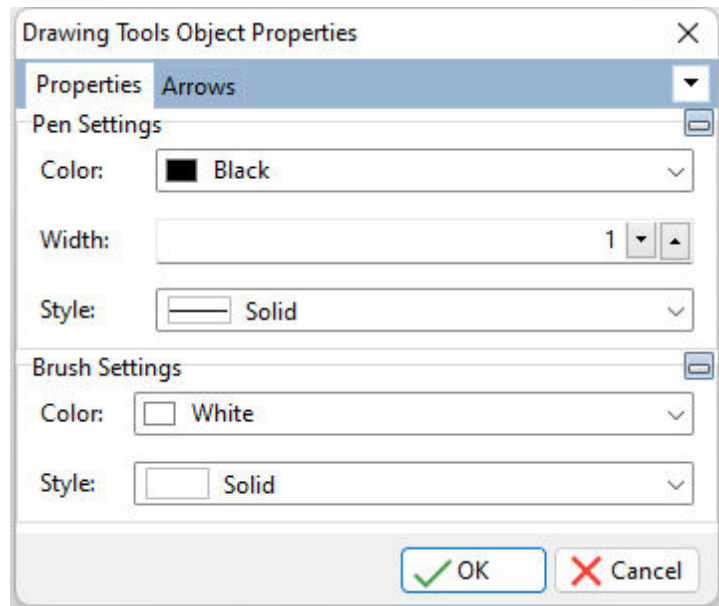 Drawing Tools Object Properties
Properties Arrows
Pen Settings
Color: Black
Width: 1
Style: Solid
Brush Settings
Color: White
Style: Solid
OK Cancel